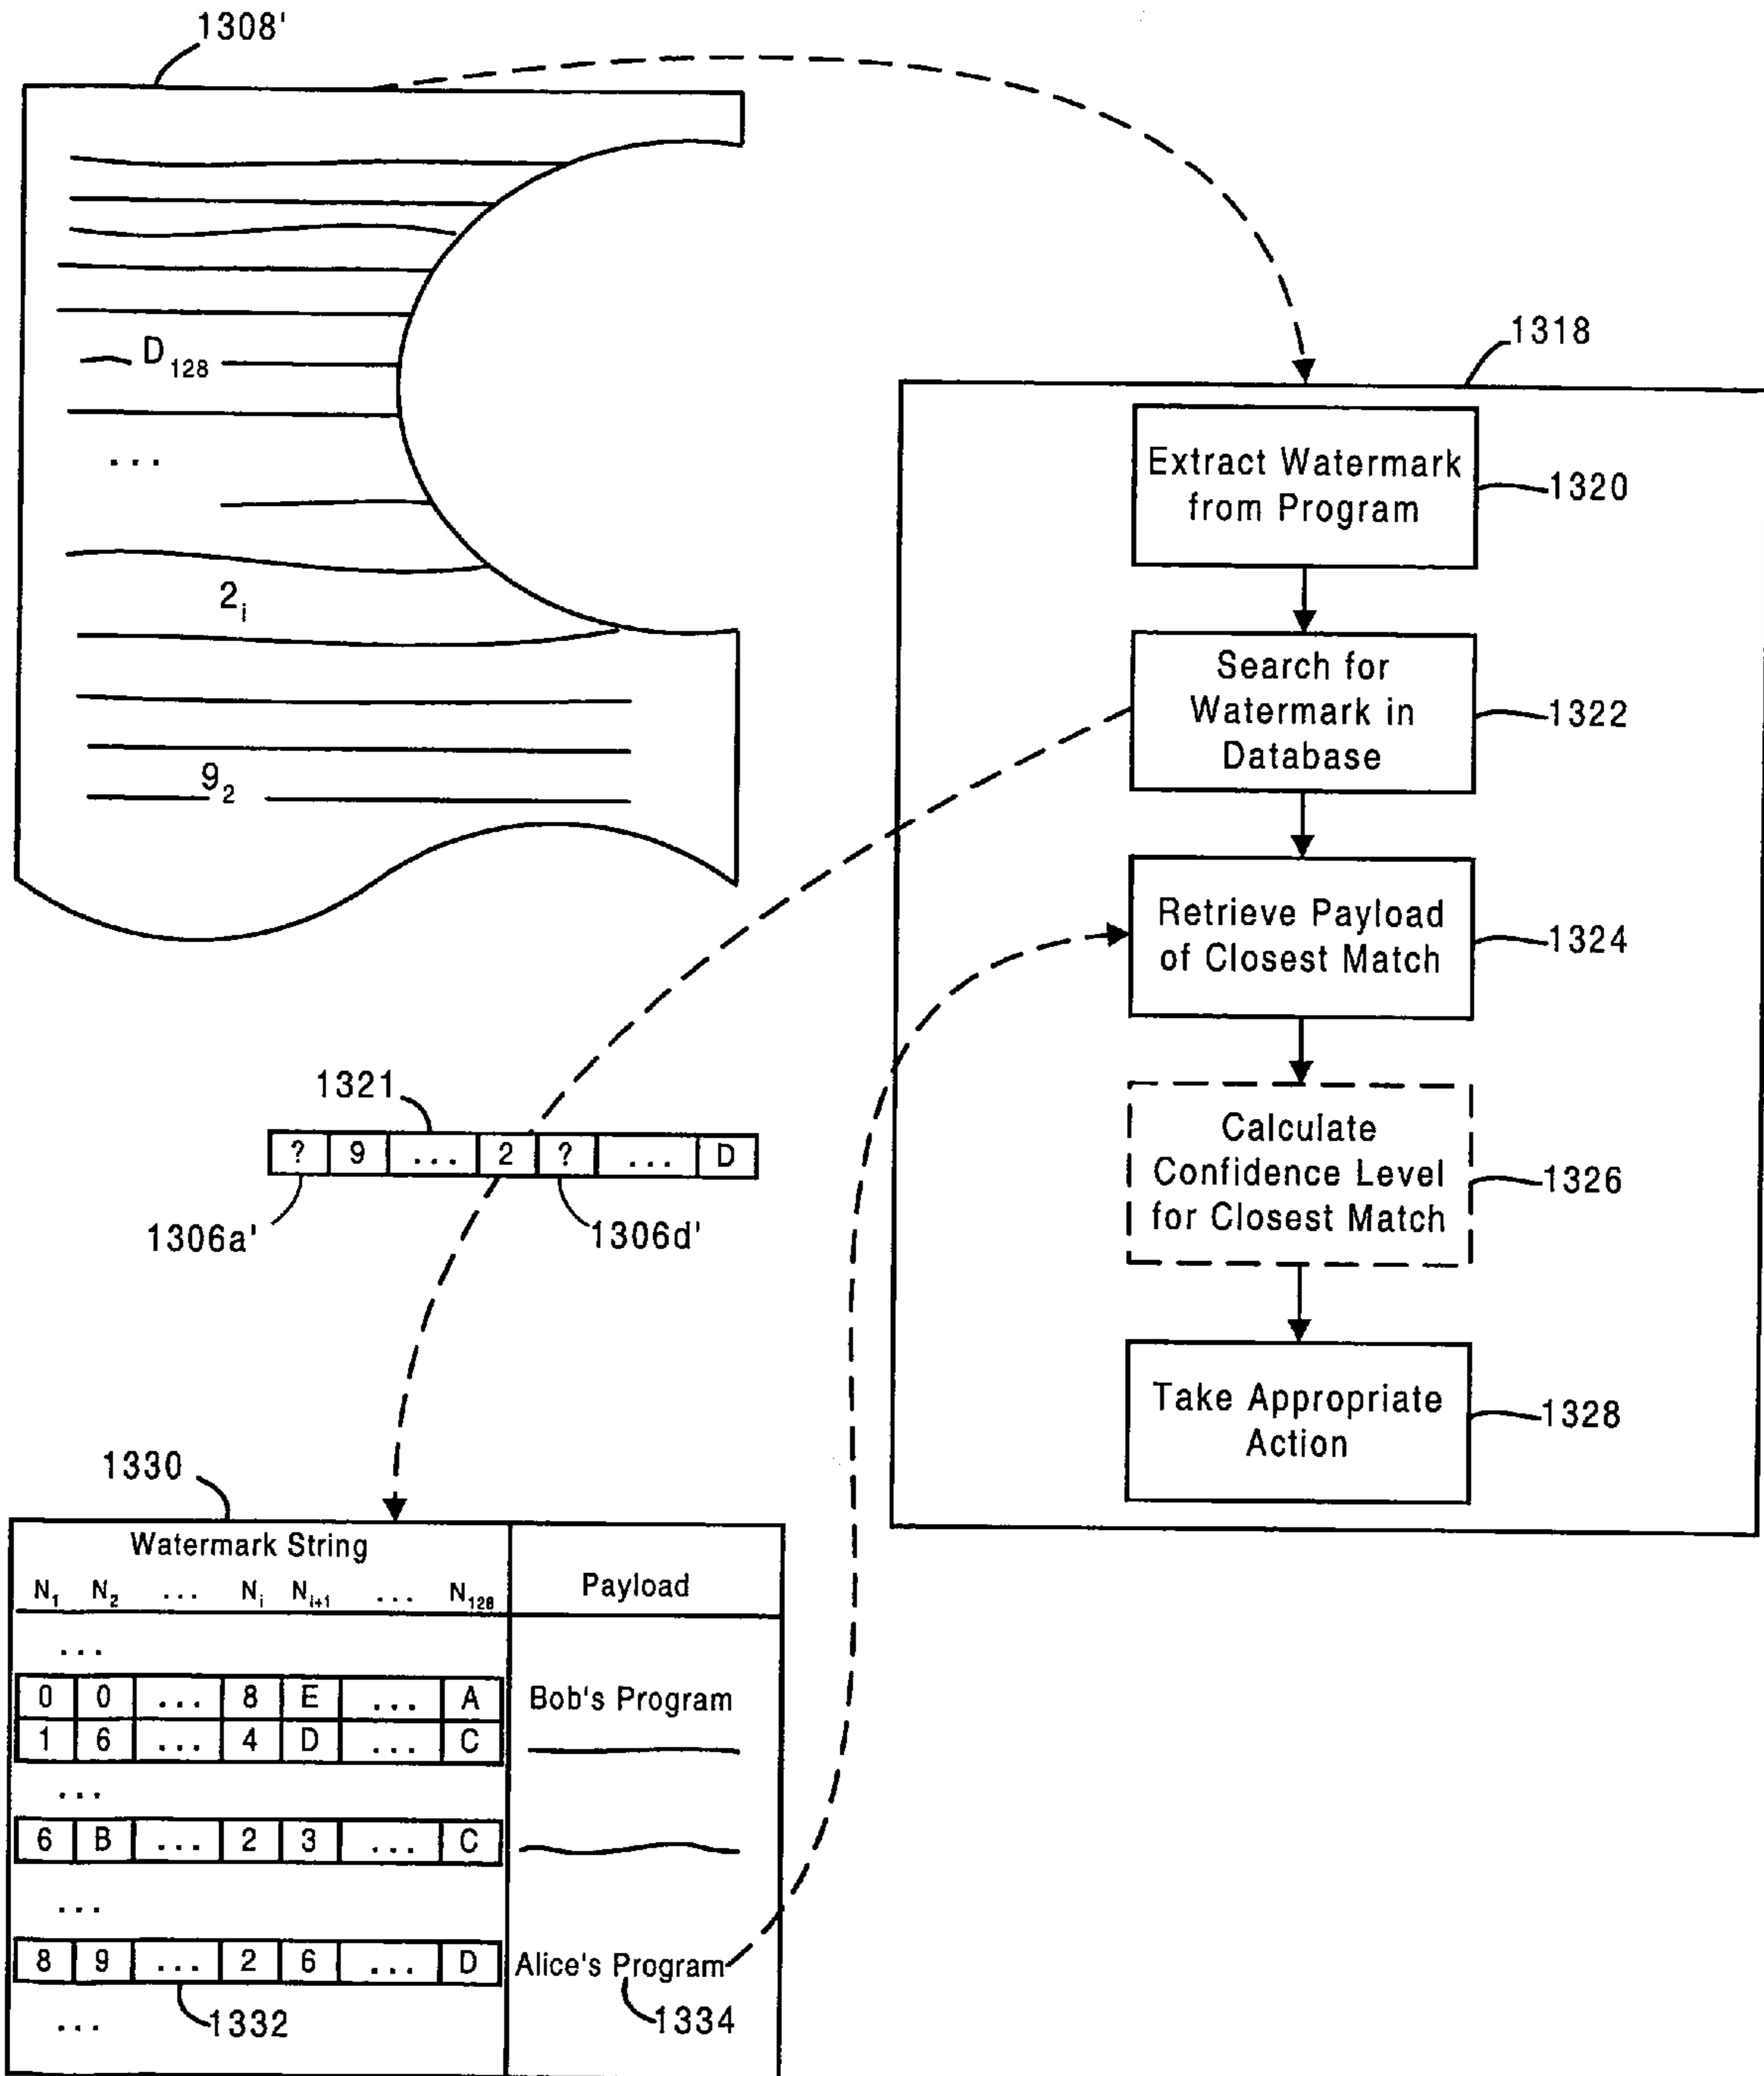 1308'
D128
...
2i
92
1318
Extract Watermark
from Program
1320
Search for
Watermark in
Database
1322
Retrieve Payload
of Closest Match
1324
Calculate
Confidence Level
for Closest Match
1326
Take Appropriate
Action
1328
1321
? 9 ... 2 ? ... D
1306a' 1306d'
1330
Watermark String Payload
N1 N2 ... Ni Ni+1 ... N128
...
0 0 ... 8 E ... A Bob's Program
1 6 ... 4 D ... C
...
6 B ... 2 3 ... C
...
8 9 ... 2 6 ... D Alice's Program
1332 1334
...